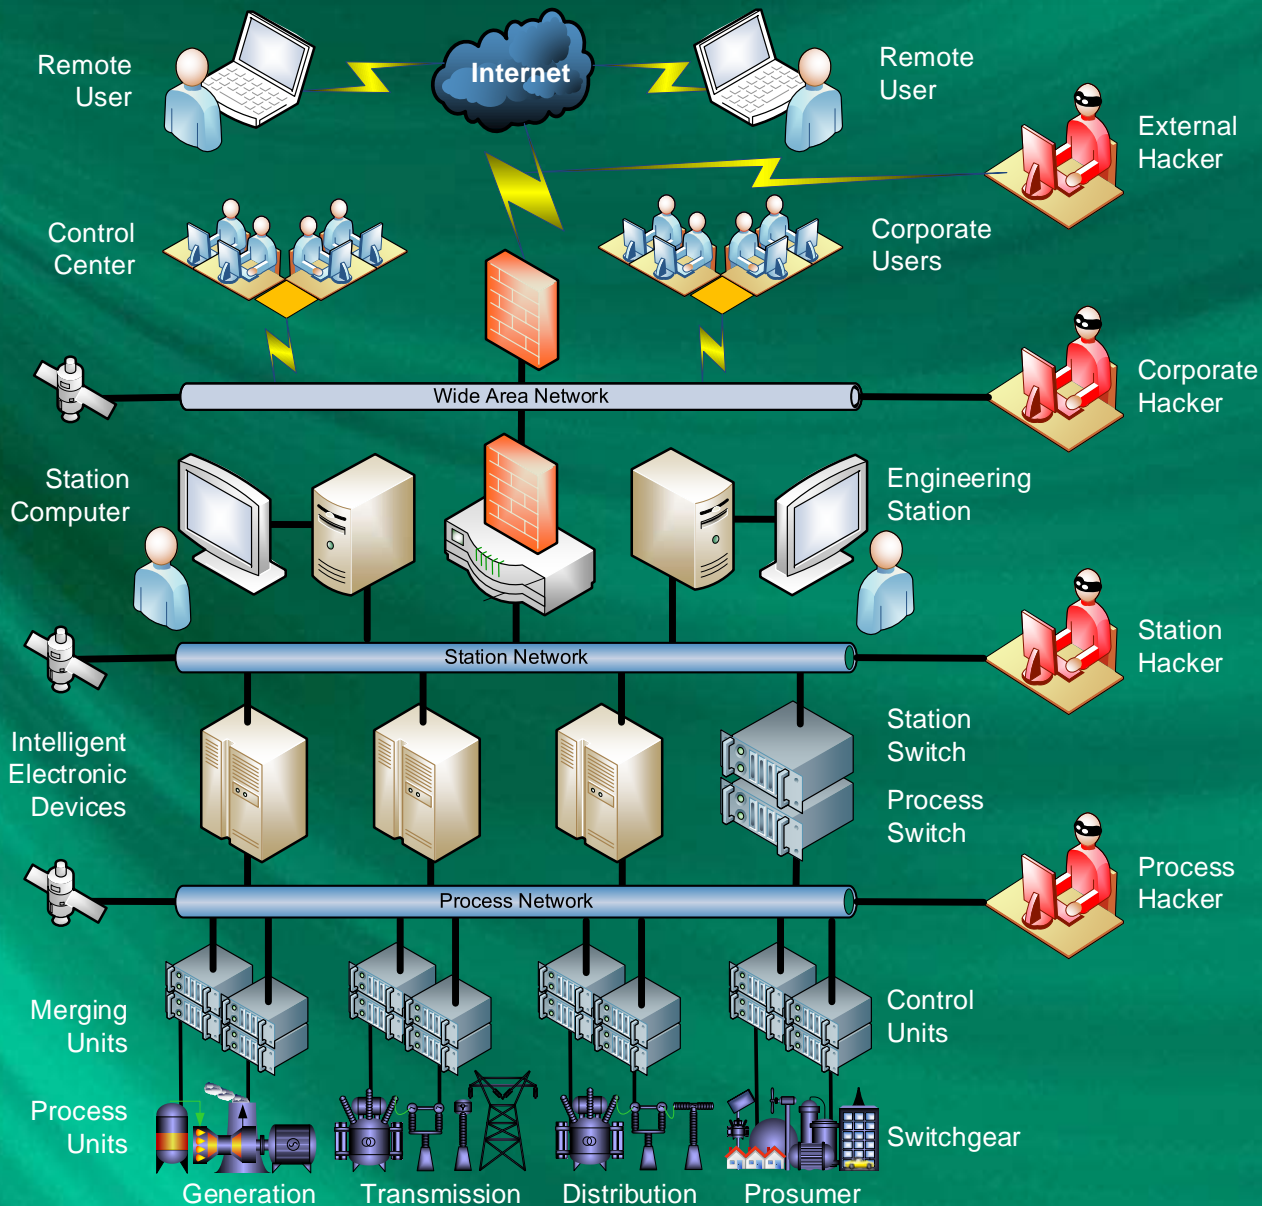 Remote
User
Internet
Remote
User
External
Hacker
Control
Center
Corporate
Users
Wide Area Network
Corporate
Hacker
Station
Computer
Engineering
Station
Station Network
Station
Hacker
Intelligent
Electronic
Devices
Station
Switch
Process
Switch
Process Network
Process
Hacker
Merging
Units
Control
Units
Process
Units
Switchgear
Generation
Transmission
Distribution
Prosumer